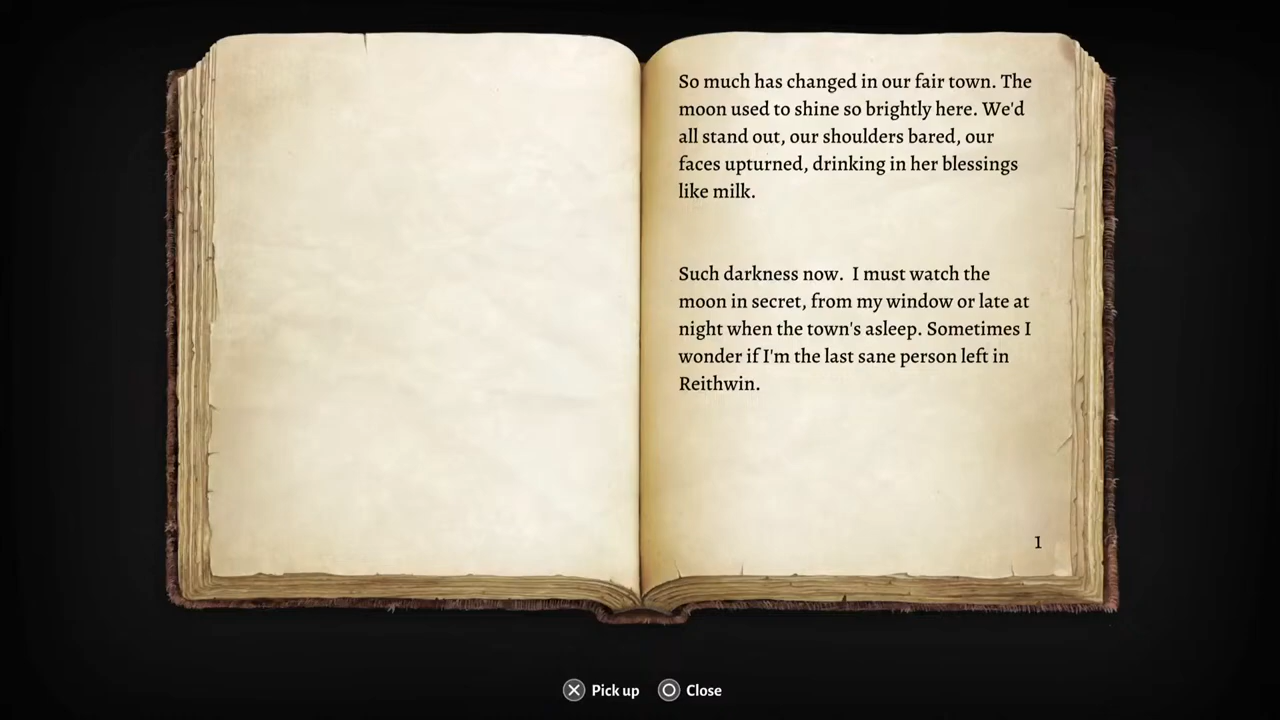 So much has changed in our fair town. The
moon used to shine so brightly here. We'd
all stand out, our shoulders bared, our
faces upturned, drinking in her blessings
like milk.
Such darkness now.  I must watch the
moon in secret, from my window or late at
night when the town's asleep. Sometimes I
wonder if I'm the last sane person left in
Reithwin.
1
Pick up
Close